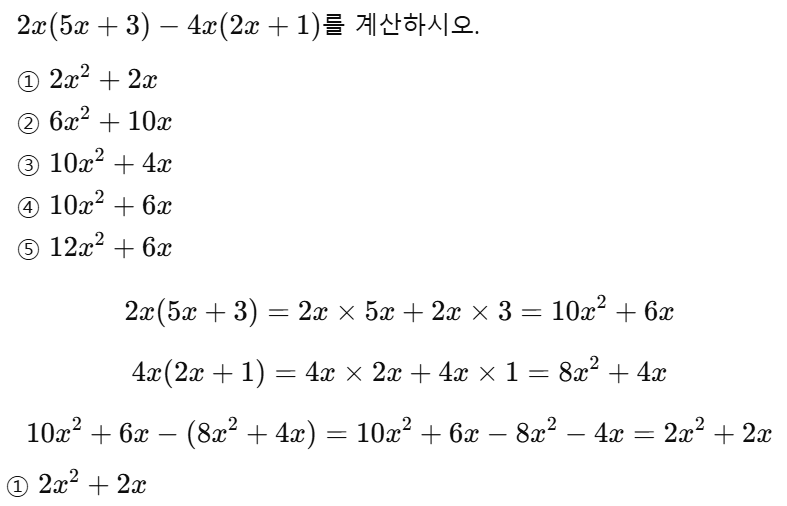 2x(5x + 3) − 4x(2x + 1)를 계산하시오.
① 2x² + 2x
② 6x² + 10x
③ 10x² + 4x
④ 10x² + 6x
⑤ 12x² + 6x
2x(5x + 3) = 2x × 5x + 2x × 3 = 10x² + 6x
4x(2x + 1) = 4x × 2x + 4x × 1 = 8x² + 4x
10x² + 6x − (8x² + 4x) = 10x² + 6x − 8x² − 4x = 2x² + 2x
① 2x² + 2x